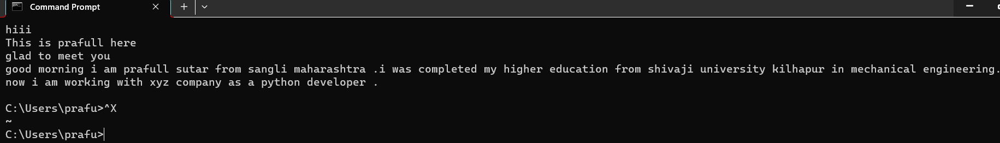 Command Prompt
hiii
This is prafull here
glad to meet you
good morning i am prafull sutar from sangli maharashtra .i was completed my higher education from shivaji university kilhapur in mechanical engineering.
now i am working with xyz company as a python developer .
C:\Users\prafu>^X
~
C:\Users\prafu>